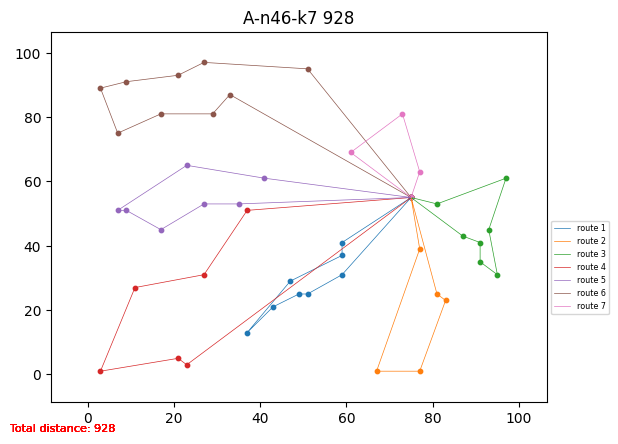 A-n46-k7 928
100
80
60
40
20
0
0 20 40 60 80 100
route 1
route 2
route 3
route 4
route 5
route 6
route 7
Total distance: 928